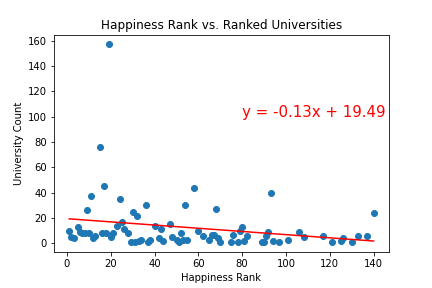 Happiness Rank vs. Ranked Universities
160
140
120
100
80
60
40
20
0
University Count
y = -0.13x + 19.49
0 20 40 60 80 100 120 140
Happiness Rank